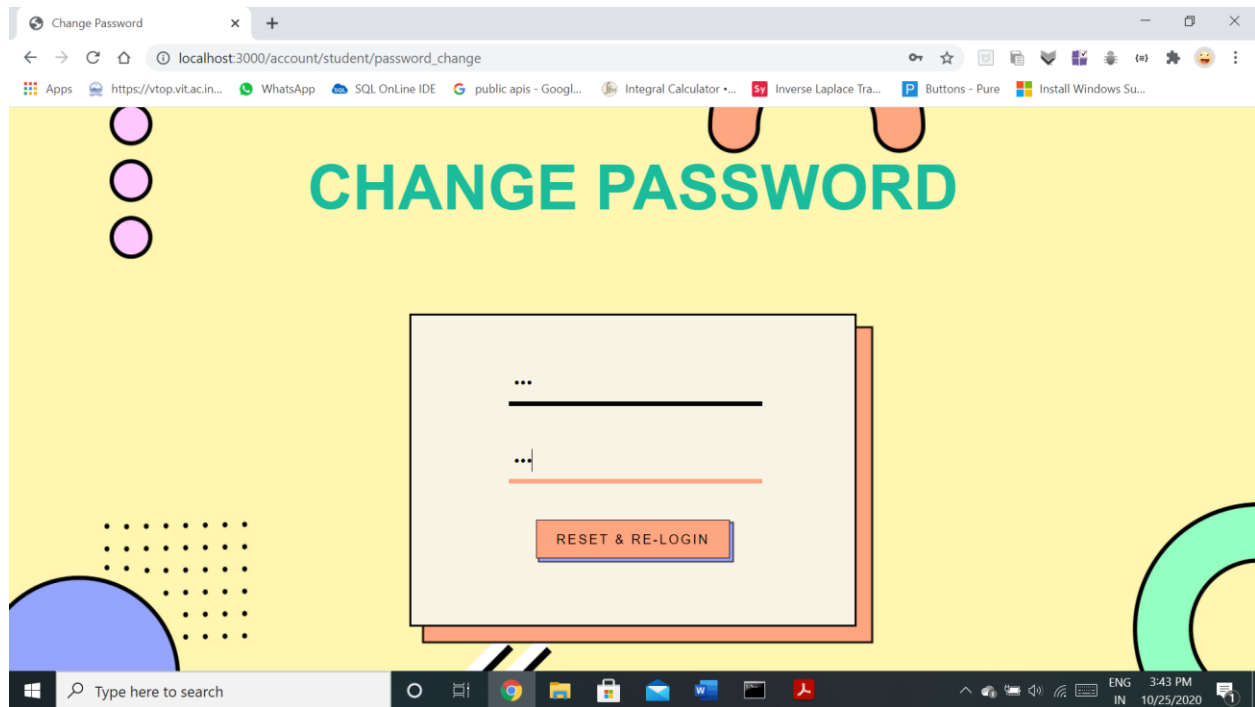 Change Password
localhost:3000/account/student/password_change
Apps https://vtop.vit.ac.in... WhatsApp SQL OnLine IDE public apis - Googl... Integral Calculator •... Sy Inverse Laplace Tra... P Buttons - Pure Install Windows Su...
CHANGE PASSWORD
•••
•••
RESET & RE-LOGIN
Type here to search
ENG 3:43 PM
IN 10/25/2020
1